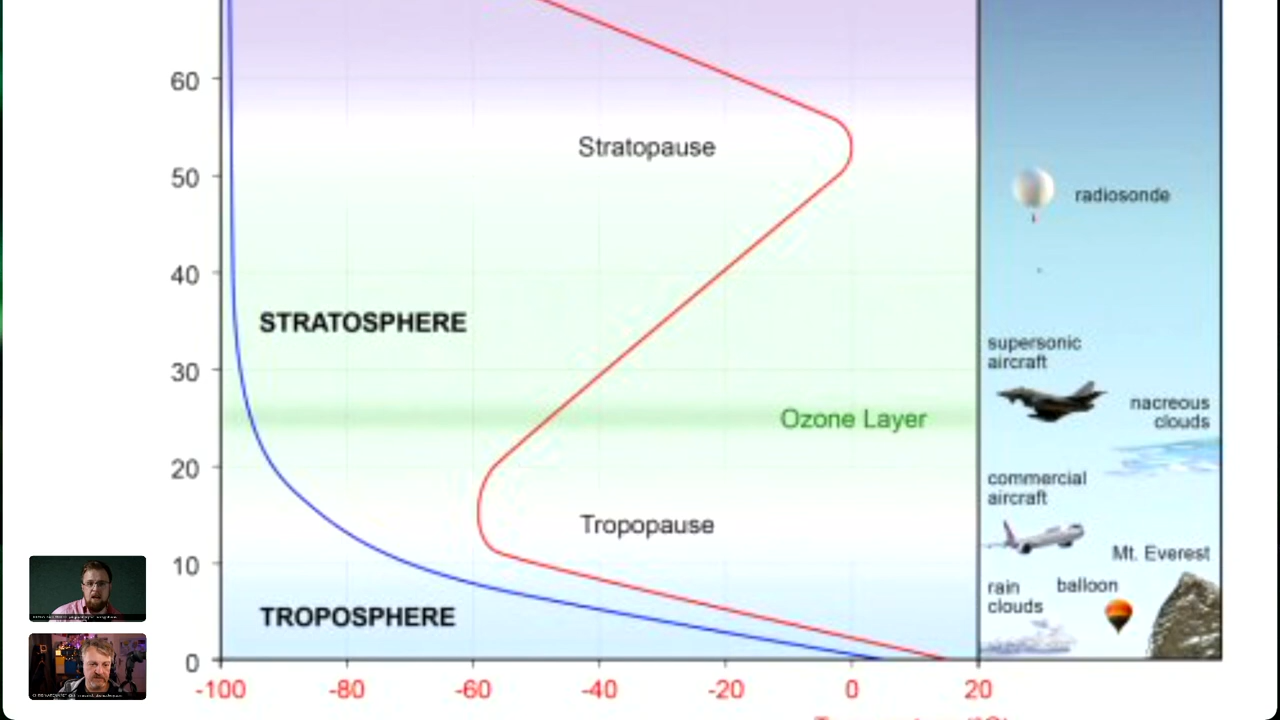 60
Stratopause
50
radiosonde
40
STRATOSPHERE
supersonic
aircraft
30
nacreous
clouds
Ozone Layer
20
commercial
aircraft
Tropopause
Mt. Everest
10
rain
clouds
balloon
TROPOSPHERE
0
-100 -80 -60 -40 -20 0 20